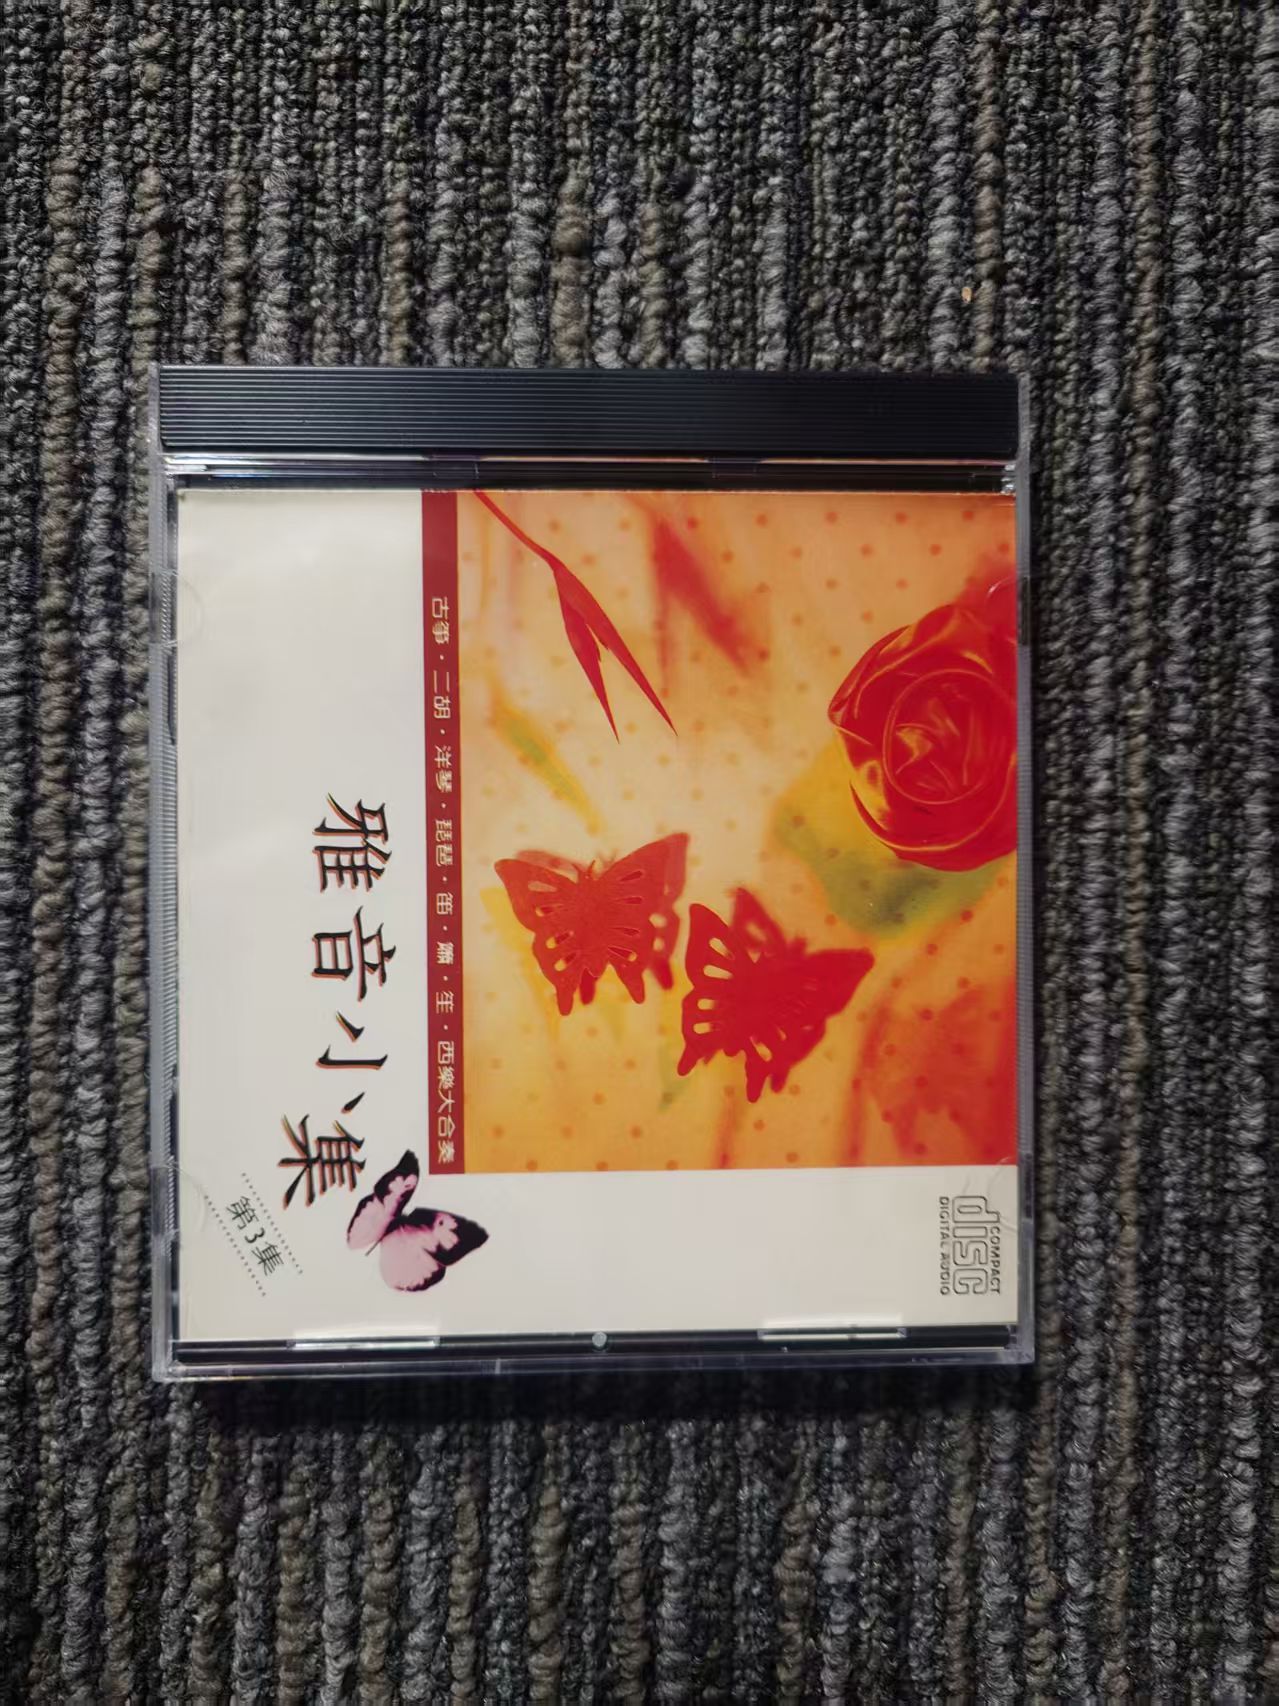 COMPACT
disc
DIGITAL AUDIO
古箏・二胡・洋琴・琵琶・笛・簫・笙・西樂大合奏
雅音小集
第3集